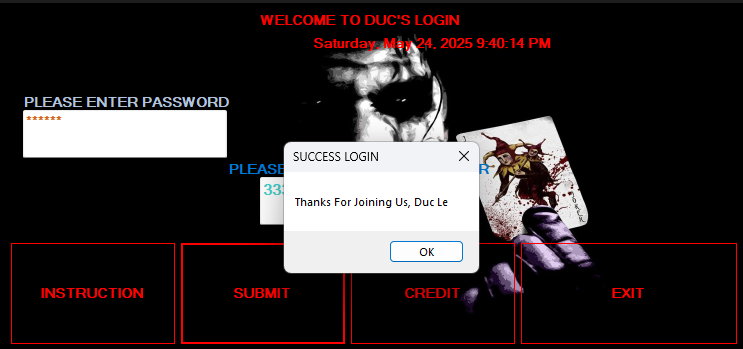 WELCOME TO DUC'S LOGIN
Saturday, May 24, 2025 9:40:14 PM
PLEASE ENTER PASSWORD
******
SUCCESS LOGIN
PLEASE
R
333
Thanks For Joining Us, Duc Le
OK
INSTRUCTION
SUBMIT
CREDIT
EXIT
JOKER